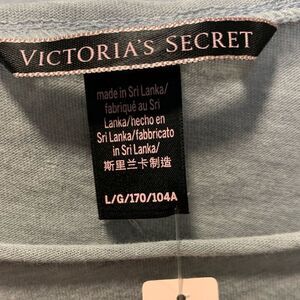 VICTORIA'S SECRET
made in Sri Lanka/
fabriqué au Sri
Lanka/hecho en
Sri Lanka/fabbricato
in Sri Lanka/
斯里兰卡制造
L/G/170/104A